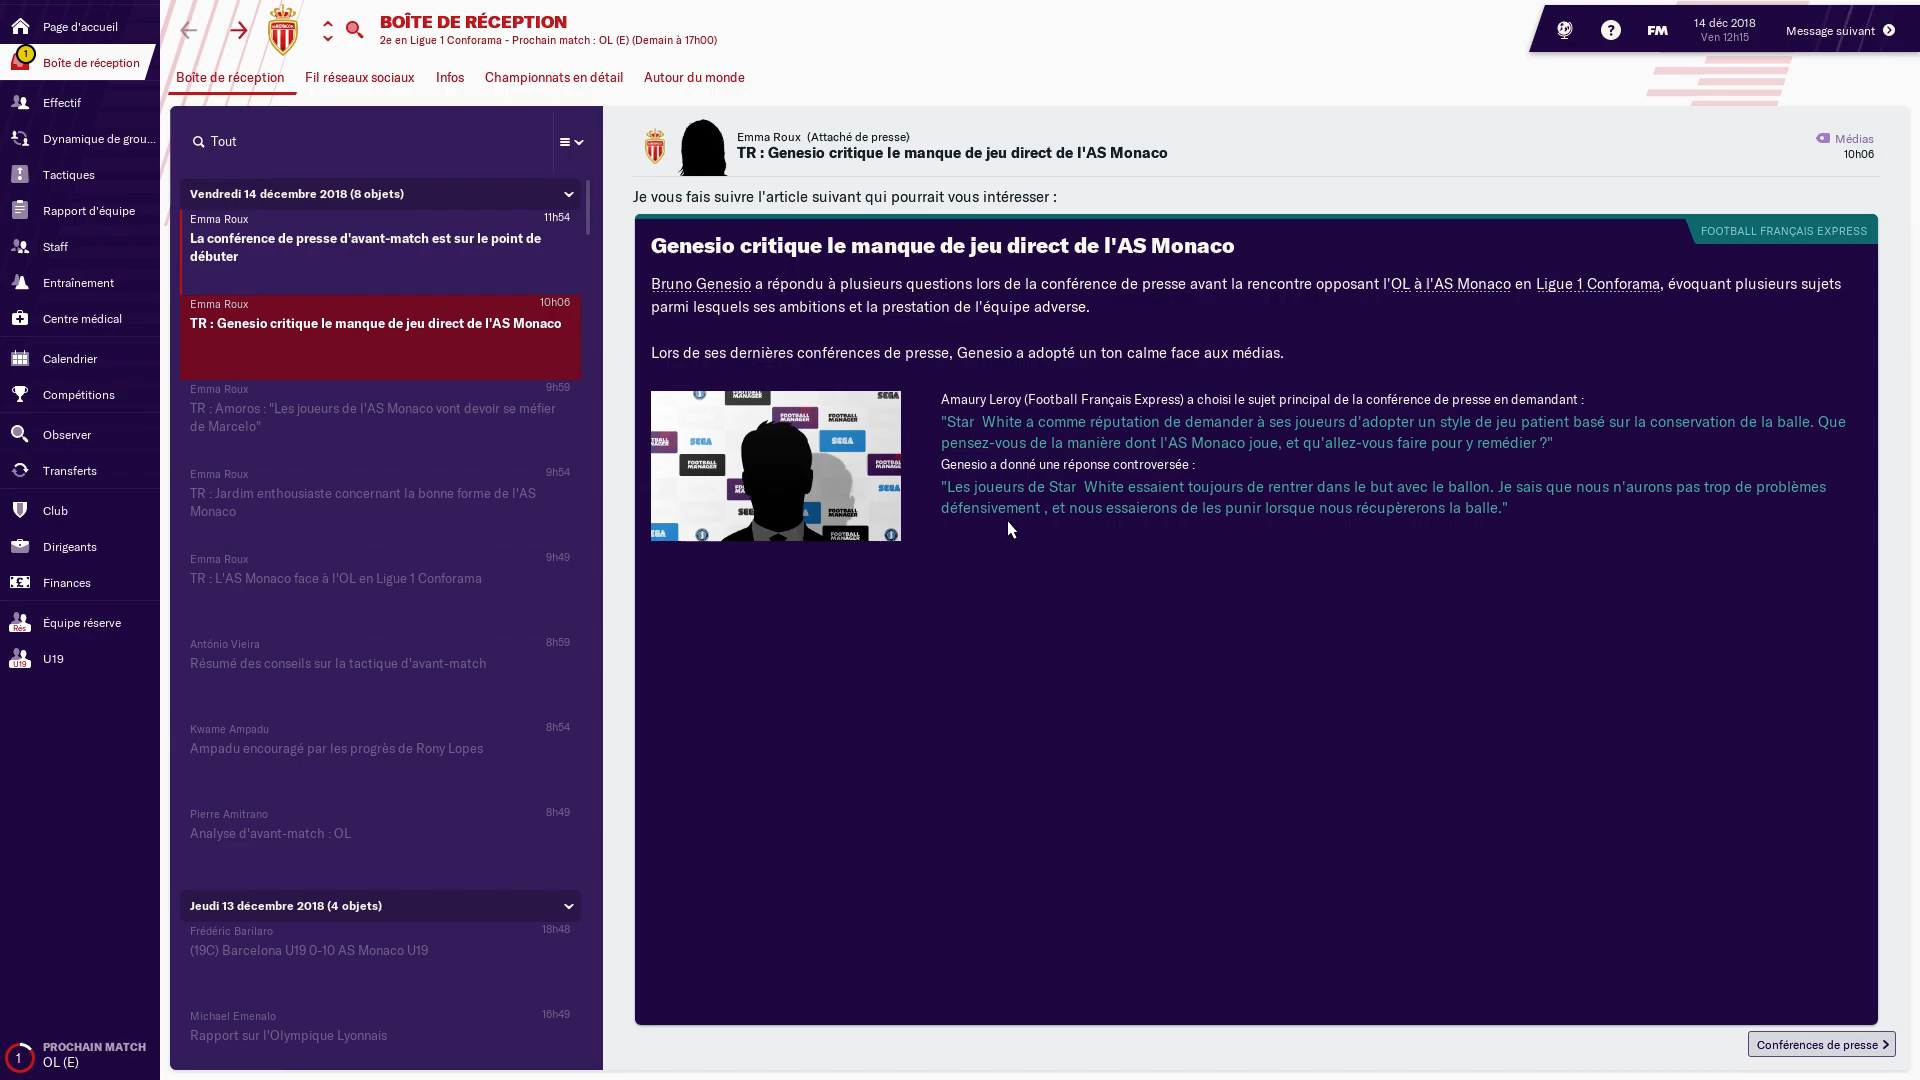 Page d'accueil
1
Boîte de réception
Effectif
Dynamique de grou...
Tactiques
Rapport d'équipe
Staff
Entraînement
Centre médical
Calendrier
Compétitions
Observer
Transferts
Club
Dirigeants
Finances
Rés
Équipe réserve
U19
U19
1
PROCHAIN MATCH
OL (E)
BOÎTE DE RÉCEPTION
2e en Ligue 1 Conforama - Prochain match : OL (E) (Demain à 17h00)
?
FM
14 déc 2018
Ven 12h15
Message suivant
Boîte de réception
Fil réseaux sociaux
Infos
Championnats en détail
Autour du monde
Tout
Vendredi 14 décembre 2018 (8 objets)
Emma Roux
11h54
La conférence de presse d'avant-match est sur le point de
débuter
Emma Roux
10h06
TR : Genesio critique le manque de jeu direct de l'AS Monaco
Emma Roux
9h59
TR : Amoros : "Les joueurs de l'AS Monaco vont devoir se méfier
de Marcelo"
Emma Roux
9h54
TR : Jardim enthousiaste concernant la bonne forme de l'AS
Monaco
Emma Roux
9h49
TR : L'AS Monaco face à l'OL en Ligue 1 Conforama
António Vieira
8h59
Résumé des conseils sur la tactique d'avant-match
Kwame Ampadu
8h54
Ampadu encouragé par les progrès de Rony Lopes
Pierre Amitrano
8h49
Analyse d'avant-match : OL
Jeudi 13 décembre 2018 (4 objets)
Frédéric Barilaro
18h48
(19C) Barcelona U19 0-10 AS Monaco U19
Michael Emenalo
16h49
Rapport sur l'Olympique Lyonnais
Emma Roux (Attaché de presse)
TR : Genesio critique le manque de jeu direct de l'AS Monaco
Médias
10h06
Je vous fais suivre l'article suivant qui pourrait vous intéresser :
FOOTBALL FRANÇAIS EXPRESS
Genesio critique le manque de jeu direct de l'AS Monaco
Bruno Genesio a répondu à plusieurs questions lors de la conférence de presse avant la rencontre opposant l'OL à l'AS Monaco en Ligue 1 Conforama, évoquant plusieurs sujets
parmi lesquels ses ambitions et la prestation de l'équipe adverse.
Lors de ses dernières conférences de presse, Genesio a adopté un ton calme face aux médias.
FOOTBALL MANAGER
SEGA
Amaury Leroy (Football Français Express) a choisi le sujet principal de la conférence de presse en demandant :
"Star White a comme réputation de demander à ses joueurs d'adopter un style de jeu patient basé sur la conservation de la balle. Que
pensez-vous de la manière dont l'AS Monaco joue, et qu'allez-vous faire pour y remédier ?"
Genesio a donné une réponse controversée :
"Les joueurs de Star White essaient toujours de rentrer dans le but avec le ballon. Je sais que nous n'aurons pas trop de problèmes
défensivement , et nous essaierons de les punir lorsque nous récupèrerons la balle."
Conférences de presse